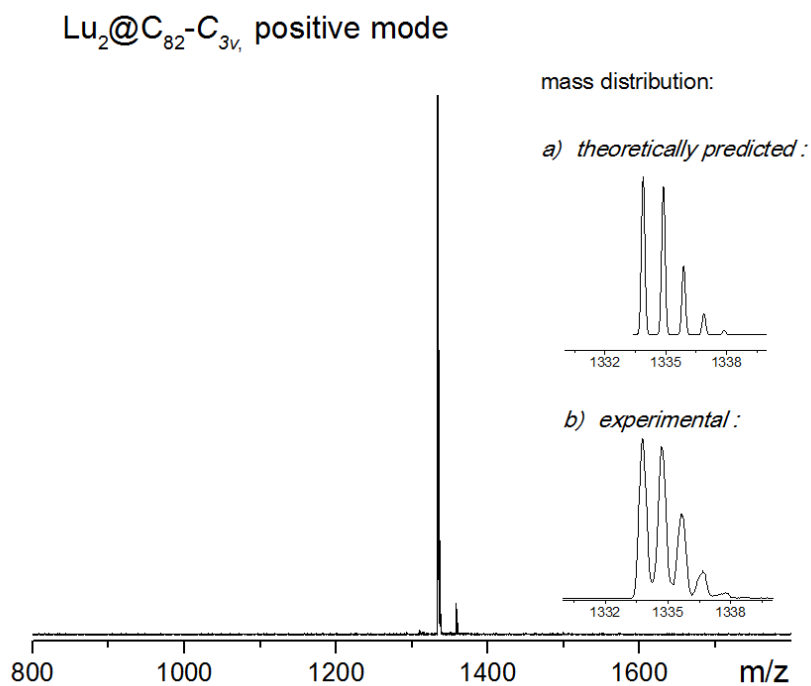 Lu₂@C₈₂-C₃ᵥ, positive mode
mass distribution:
a) theoretically predicted :
1332 1335 1338
b) experimental :
1332 1335 1338
800 1000 1200 1400 1600 m/z